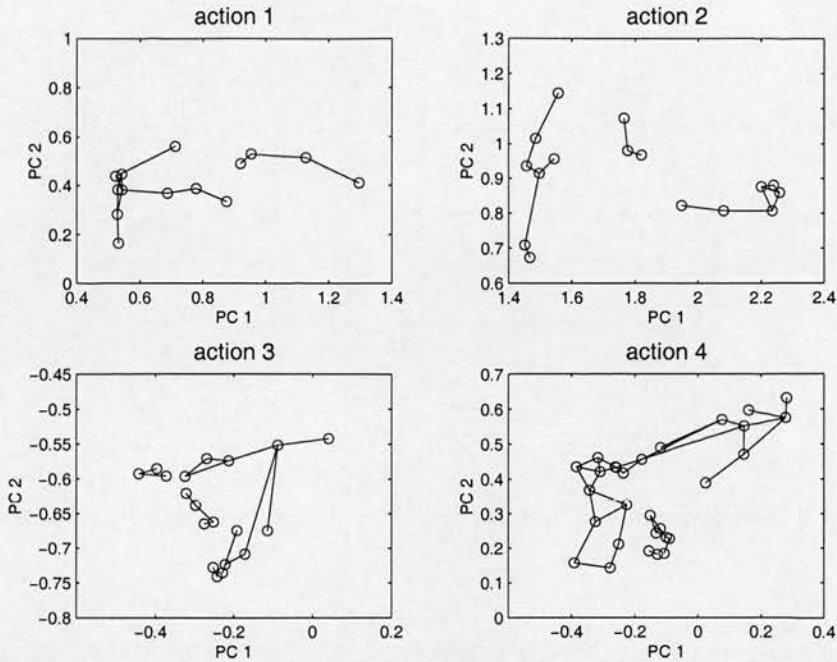 action 1
1
0.8
0.6
0.4
0.2
0
0.4 0.6 0.8 1 1.2 1.4
PC 1
PC 2
action 2
1.3
1.2
1.1
1
0.9
0.8
0.7
0.6
1.4 1.6 1.8 2 2.2 2.4
PC 1
PC 2
action 3
−0.45
−0.5
−0.55
−0.6
−0.65
−0.7
−0.75
−0.8
−0.4 −0.2 0 0.2
PC 1
PC 2
action 4
0.7
0.6
0.5
0.4
0.3
0.2
0.1
0
−0.4 −0.2 0 0.2 0.4
PC 1
PC 2